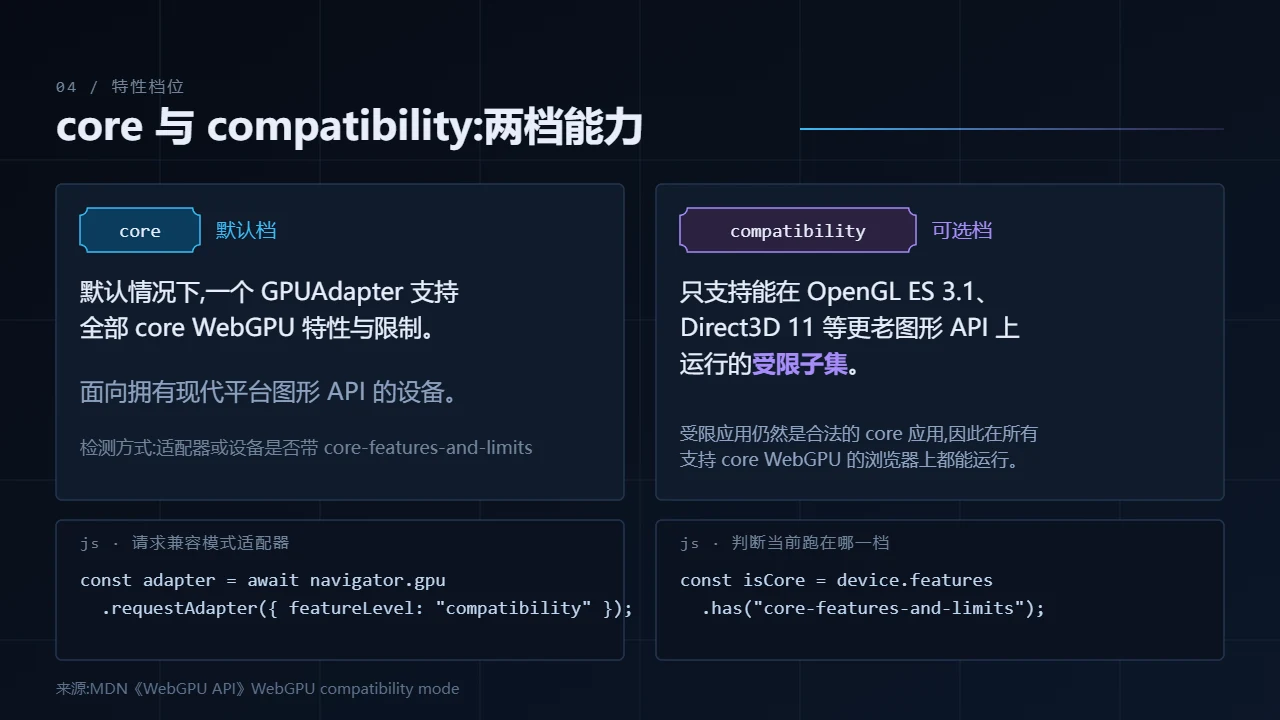 04 / 特性档位
core 与 compatibility:两档能力
core 默认档
默认情况下,一个 GPUAdapter 支持
全部 core WebGPU 特性与限制。
面向拥有现代平台图形 API 的设备。
检测方式:适配器或设备是否带 core-features-and-limits
compatibility 可选档
只支持能在 OpenGL ES 3.1、
Direct3D 11 等更老图形 API 上
运行的受限子集。
受限应用仍然是合法的 core 应用,因此在所有
支持 core WebGPU 的浏览器上都能运行。
js · 请求兼容模式适配器
const adapter = await navigator.gpu
  .requestAdapter({ featureLevel: "compatibility" });
js · 判断当前跑在哪一档
const isCore = device.features
  .has("core-features-and-limits");
来源:MDN《WebGPU API》WebGPU compatibility mode